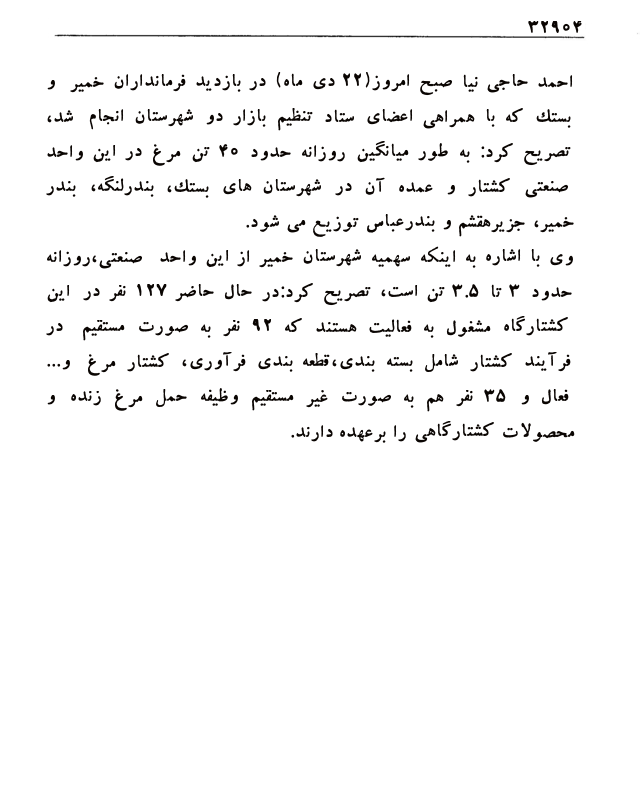 ۳۲۹۰۴
احمد حاجی نیا صبح امروز(۲۲ دی ماه) در بازدید فرمانداران خمیر و
بستك که با همراهی اعضای ستاد تنظیم بازار دو شهرستان انجام شد،
تصریح کرد: به طور میانگین روزانه حدود ۴۰ تن مرغ در این واحد
صنعتی کشتار و عمده آن در شهرستان های بستك، بندرلنگه، بندر
خمیر، جزیرهقشم و بندرعباس توزیع می شود.
وی با اشاره به اینکه سهمیه شهرستان خمیر از این واحد صنعتی،روزانه
حدود ۳ تا ۳.۵ تن است، تصریح کرد:در حال حاضر ۱۲۷ نفر در این
کشتارگاه مشغول به فعالیت هستند که ۹۲ نفر به صورت مستقیم در
فرآیند کشتار شامل بسته بندی،قطعه بندی فرآوری، کشتار مرغ و...
فعال و ۳۵ نفر هم به صورت غیر مستقیم وظیفه حمل مرغ زنده و
محصولات کشتارگاهی را برعهده دارند.